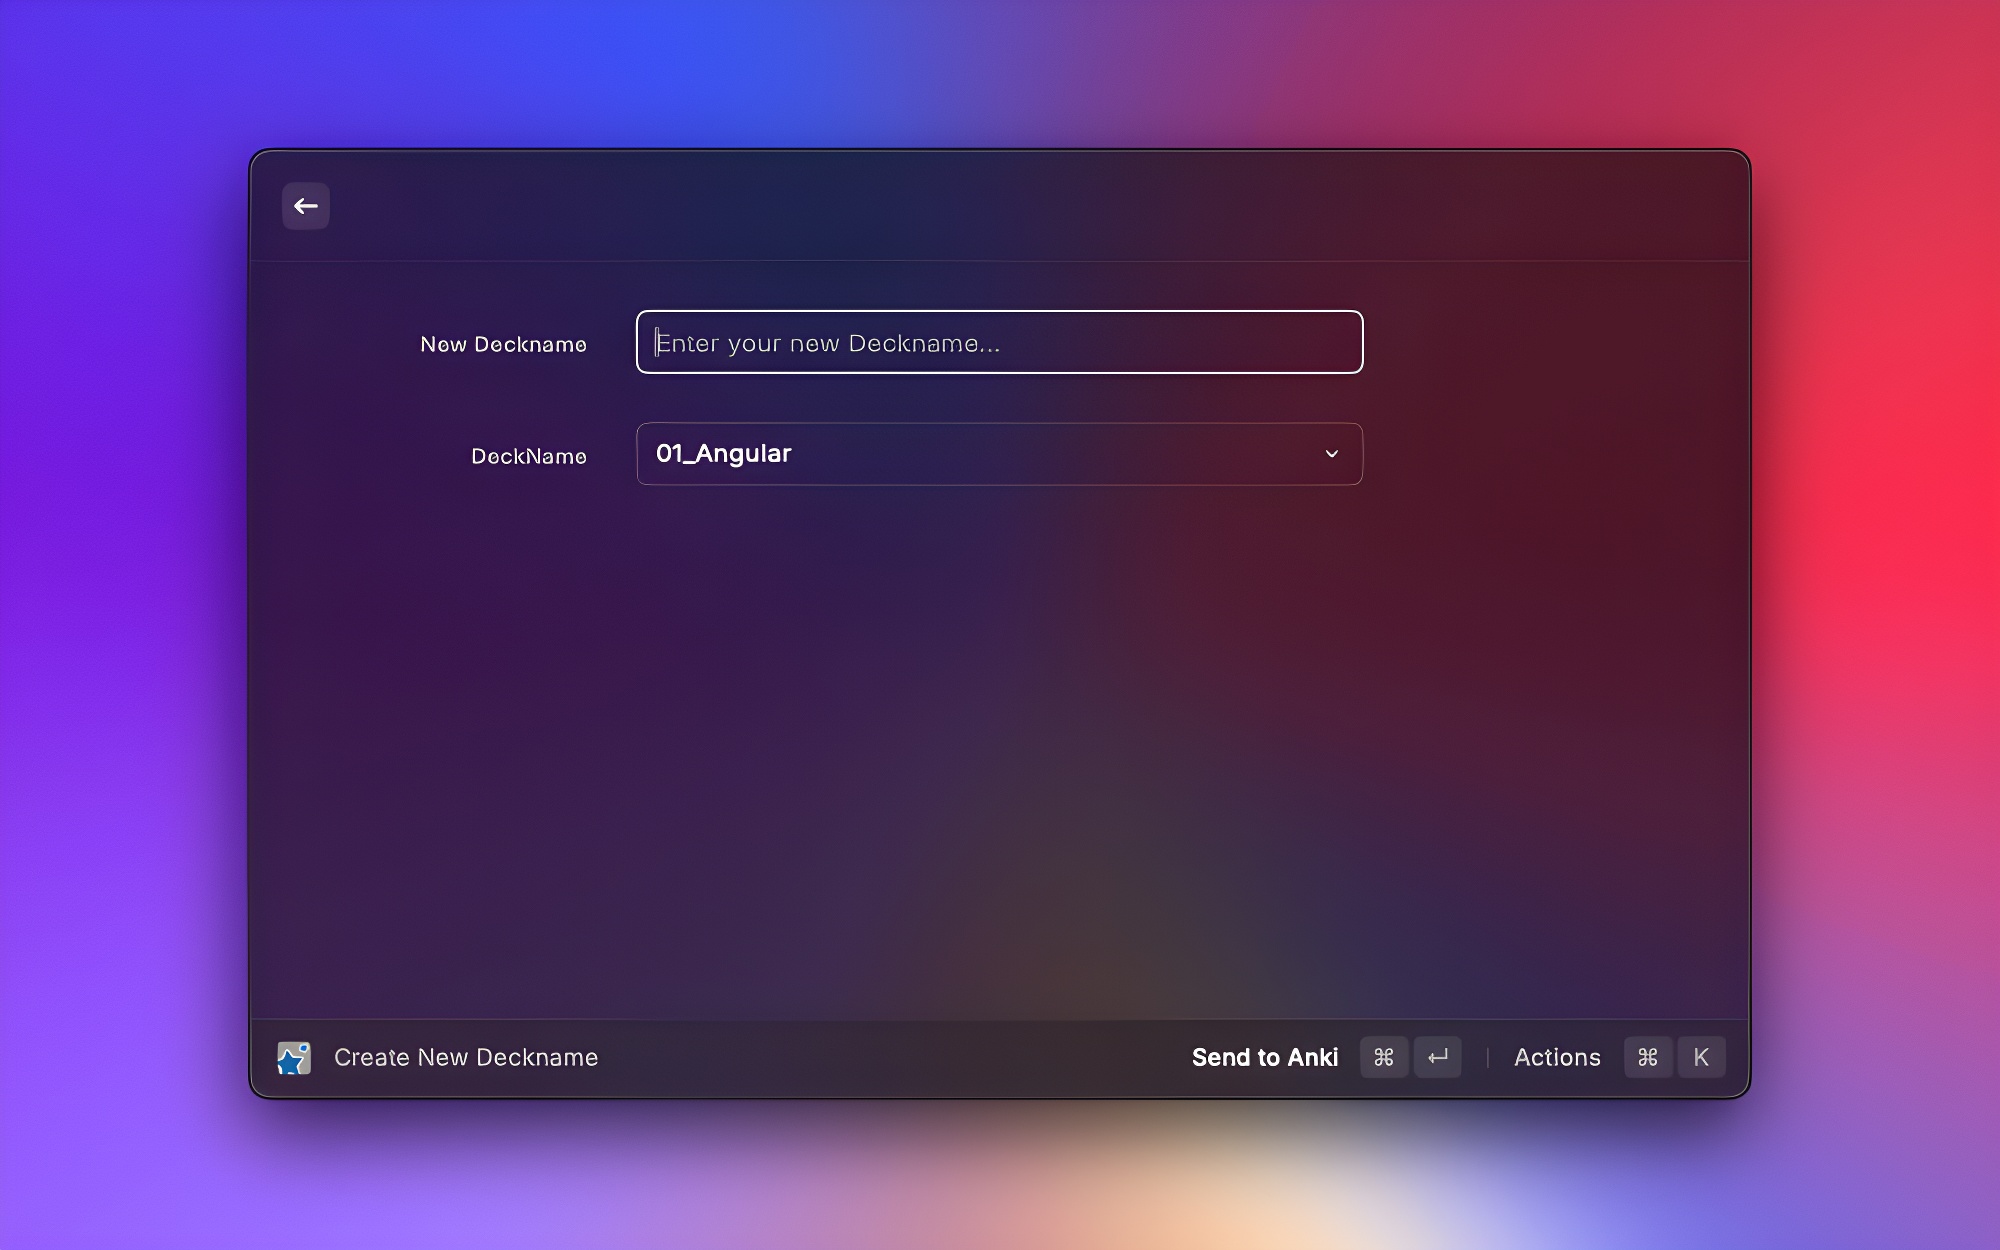 New Deckname
Enter your new Deckname...
DeckName
01_Angular
Create New Deckname
Send to Anki ⌘ ↵ | Actions ⌘ K